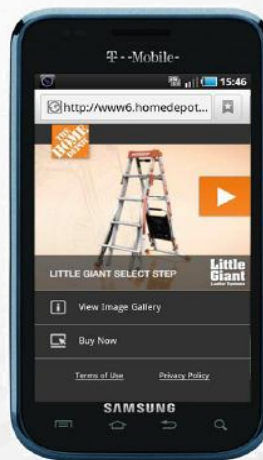 T··Mobile·
15:46
http://www6.homedepot...
THE
HOME
DEPOT
LITTLE GIANT SELECT STEP
Little
Giant
Ladder Systems
View Image Gallery
Buy Now
Terms of Use
Privacy Policy
SAMSUNG